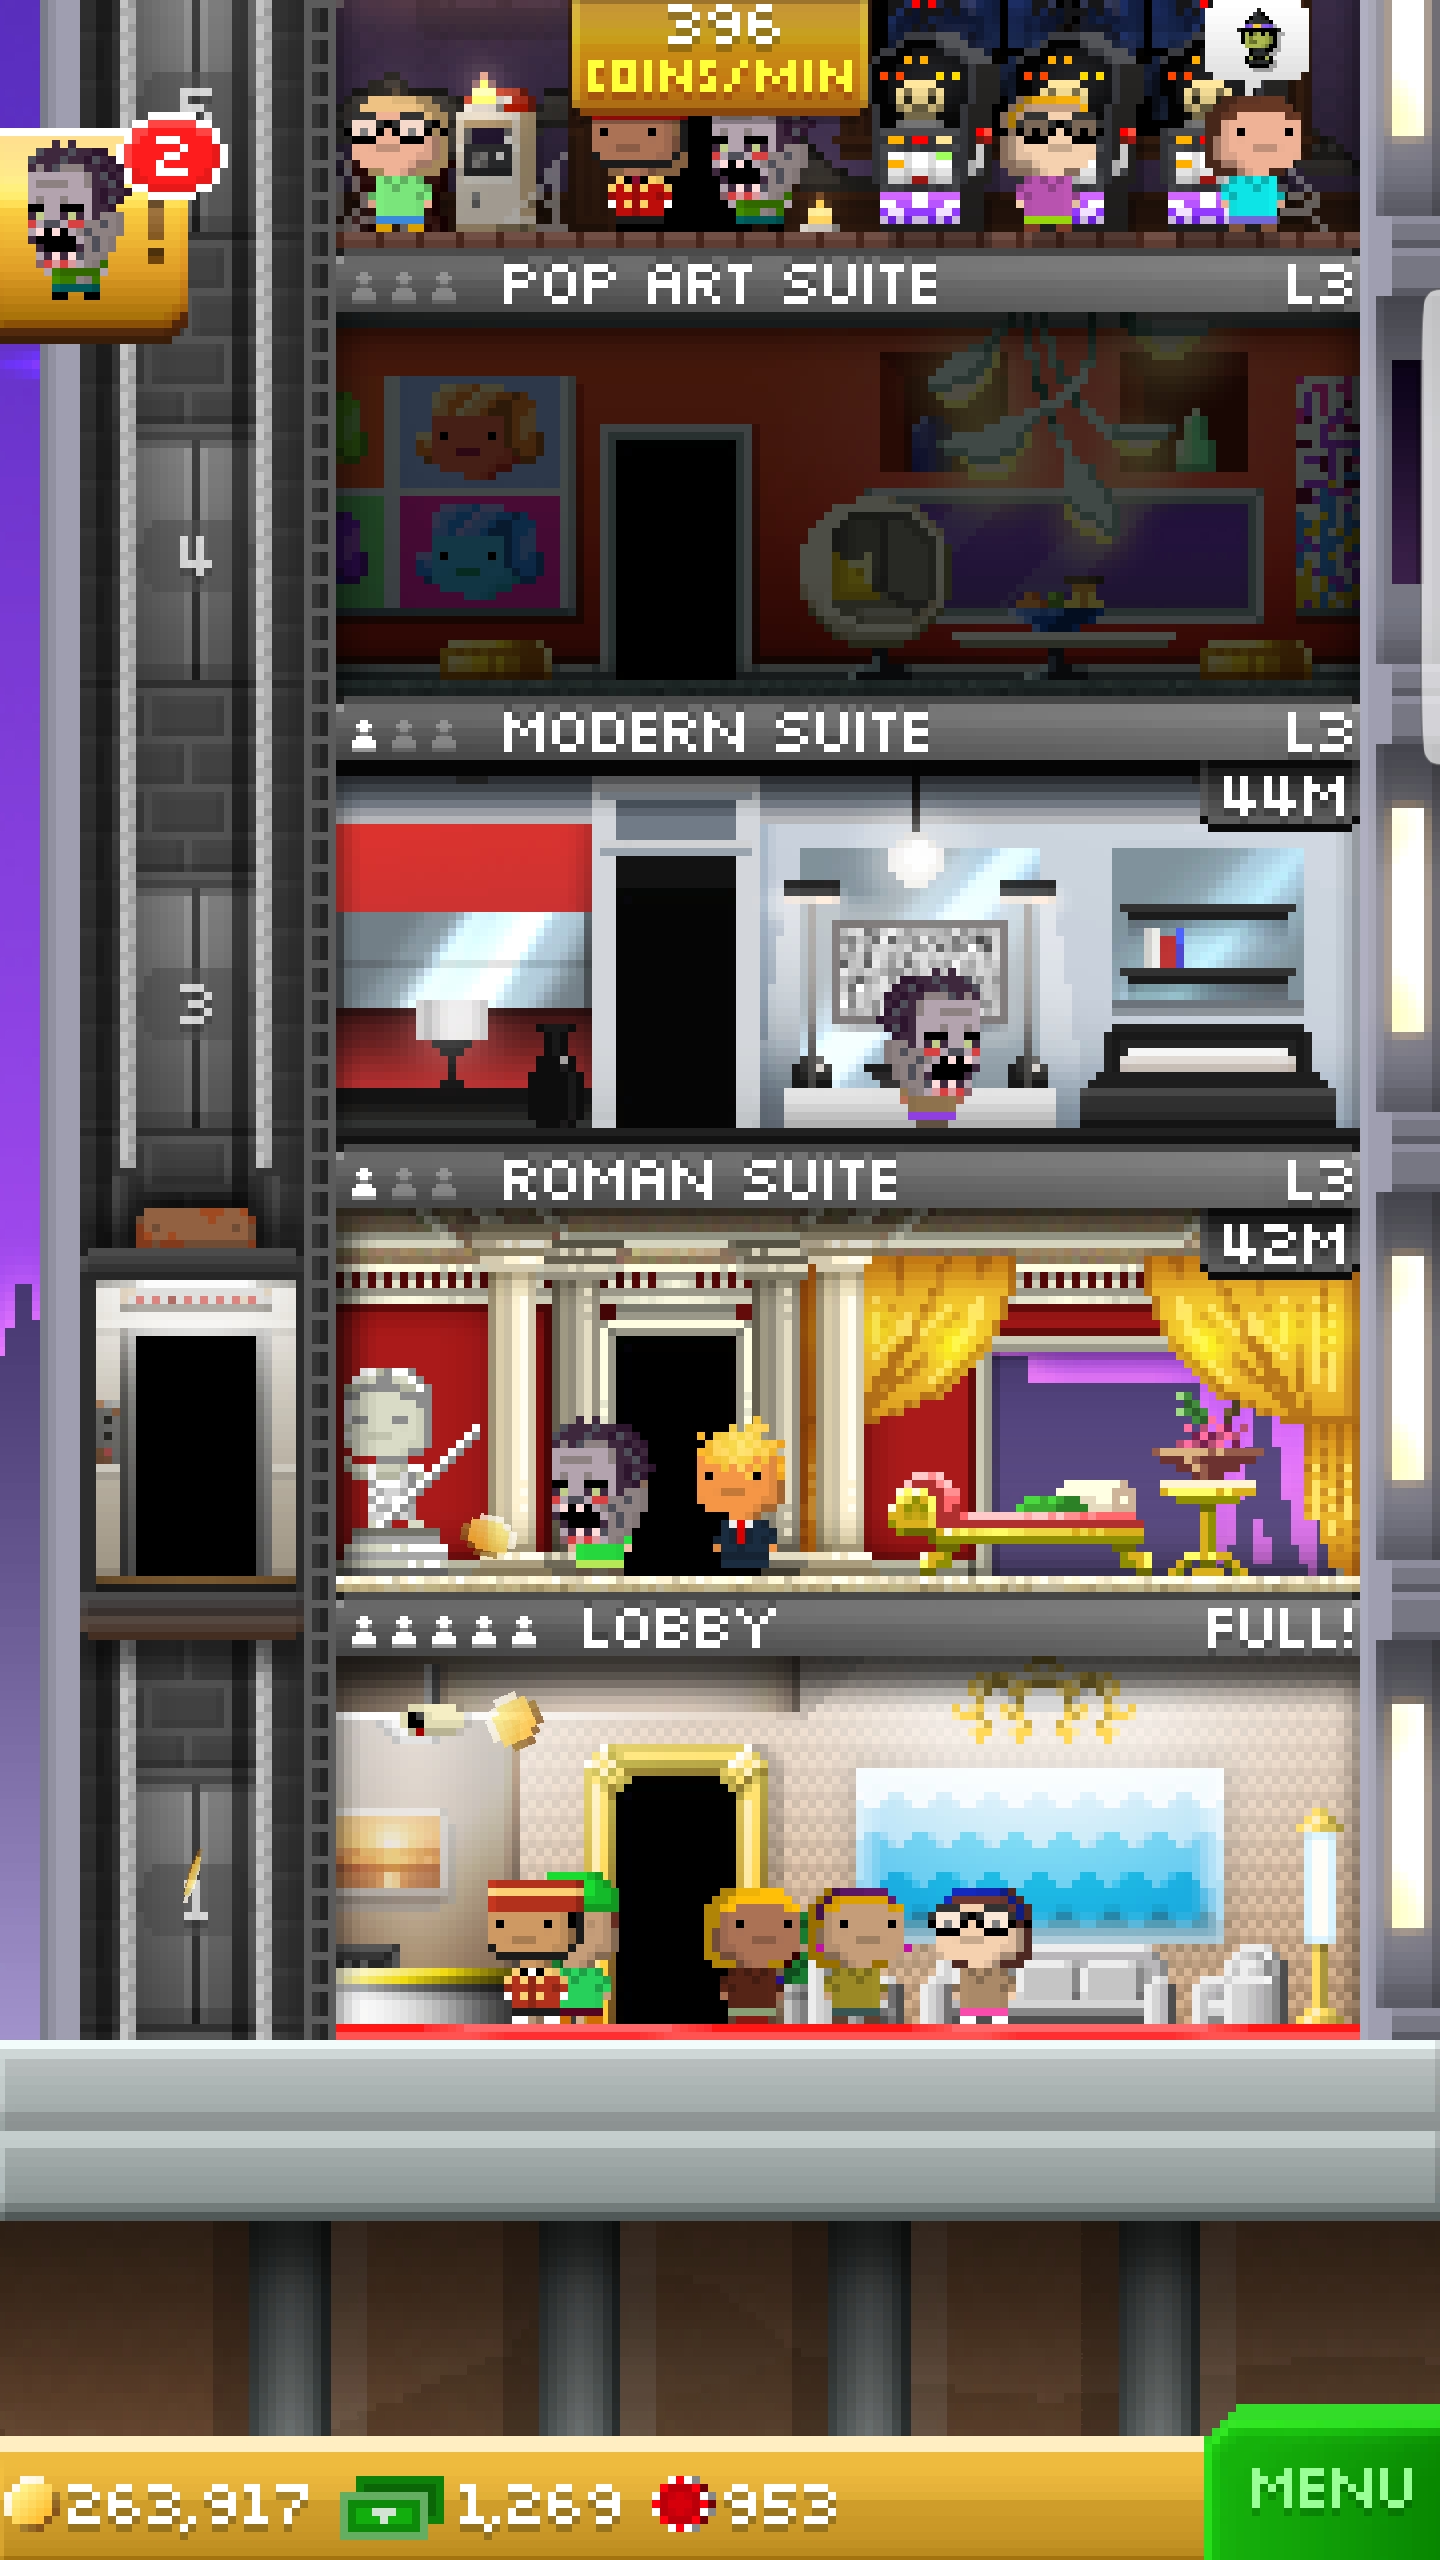 396
COINS/MIN
5
2
!
POP ART SUITE L3
4
MODERN SUITE L3
44M
3
ROMAN SUITE L3
42M
LOBBY FULL!
1
263,917 1,269 953
MENU